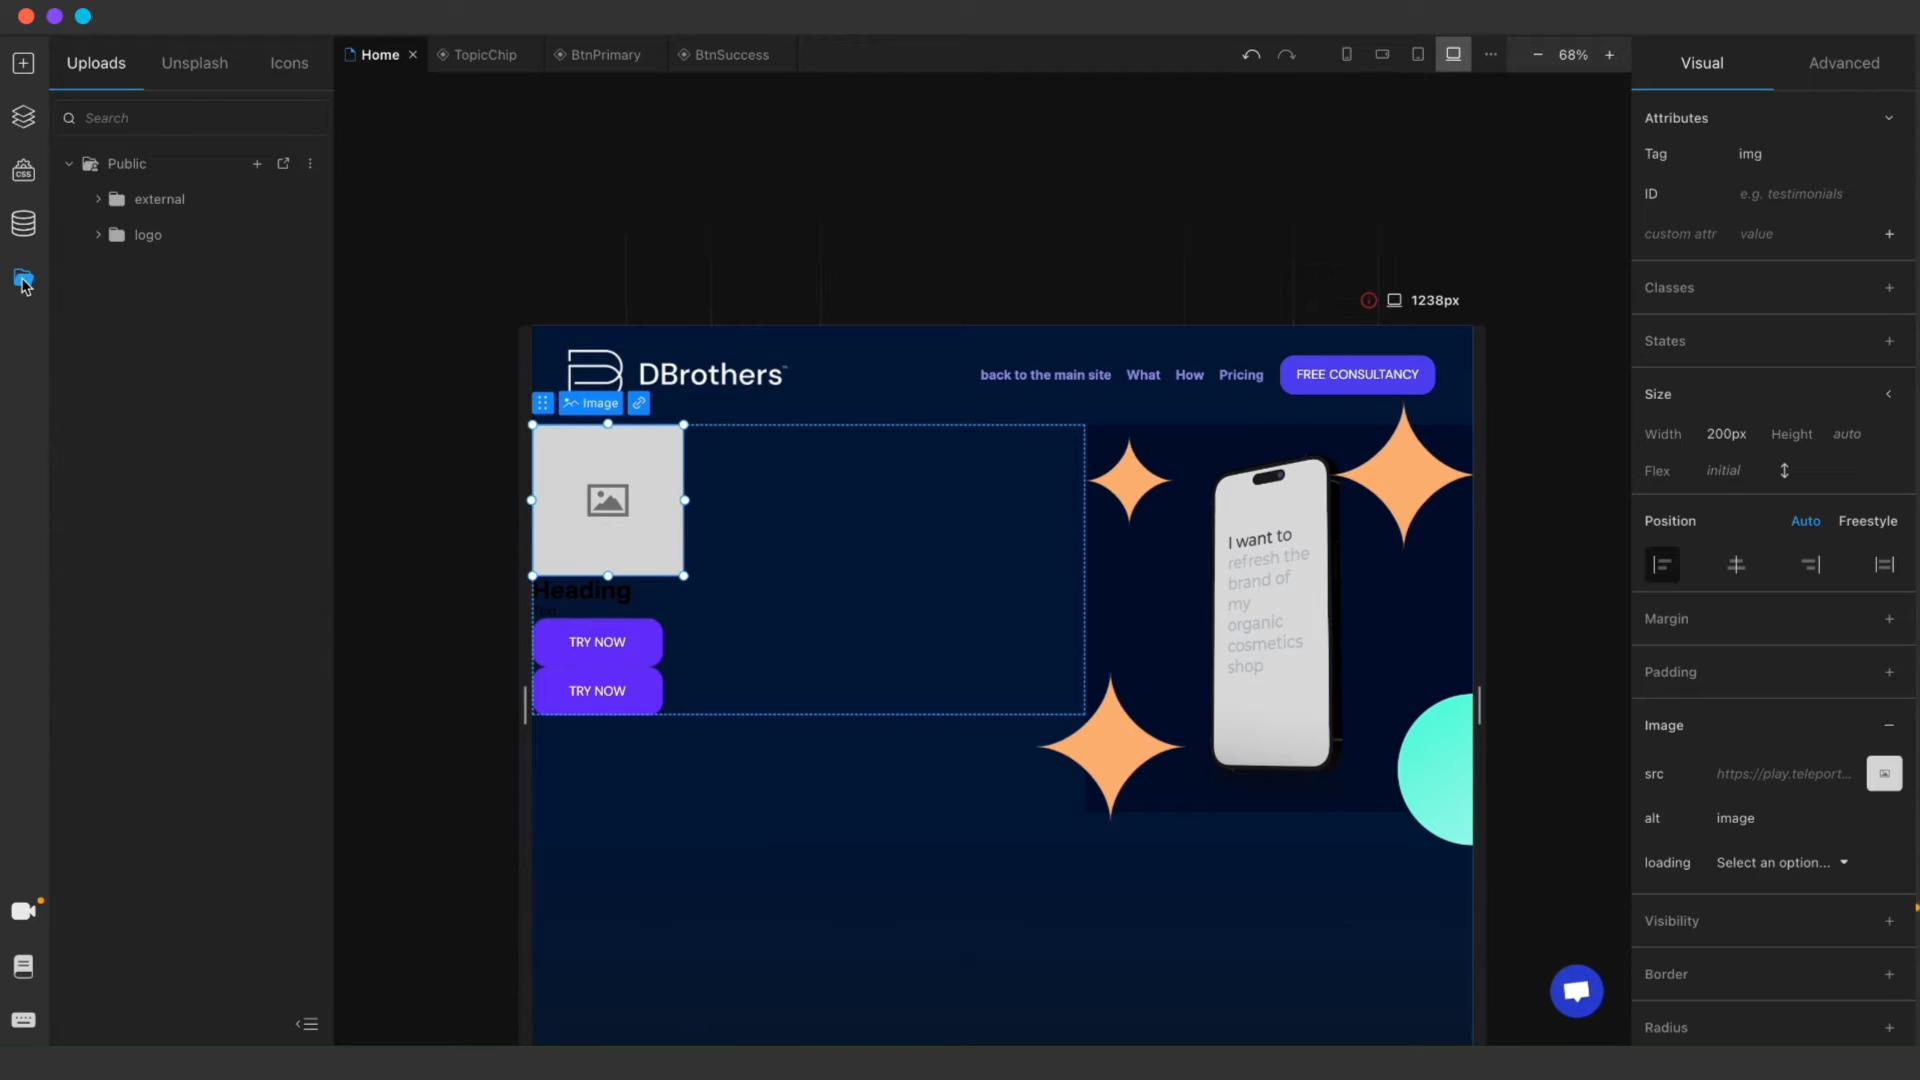 Uploads
Unsplash
Icons
Home
TopicChip
BtnPrimary
BtnSuccess
68%
Visual
Advanced
Search
Public
external
logo
CSS
1238px
DBrothers™
back to the main site
What
How
Pricing
FREE CONSULTANCY
Image
Heading
Text
TRY NOW
TRY NOW
I want to
refresh the
brand of
my
organic
cosmetics
shop
Attributes
Tag
img
ID
e.g. testimonials
custom attr
value
Classes
States
Size
Width
200px
Height
auto
Flex
initial
Position
Auto
Freestyle
Margin
Padding
Image
src
https://play.teleport...
alt
image
loading
Select an option...
Visibility
Border
Radius